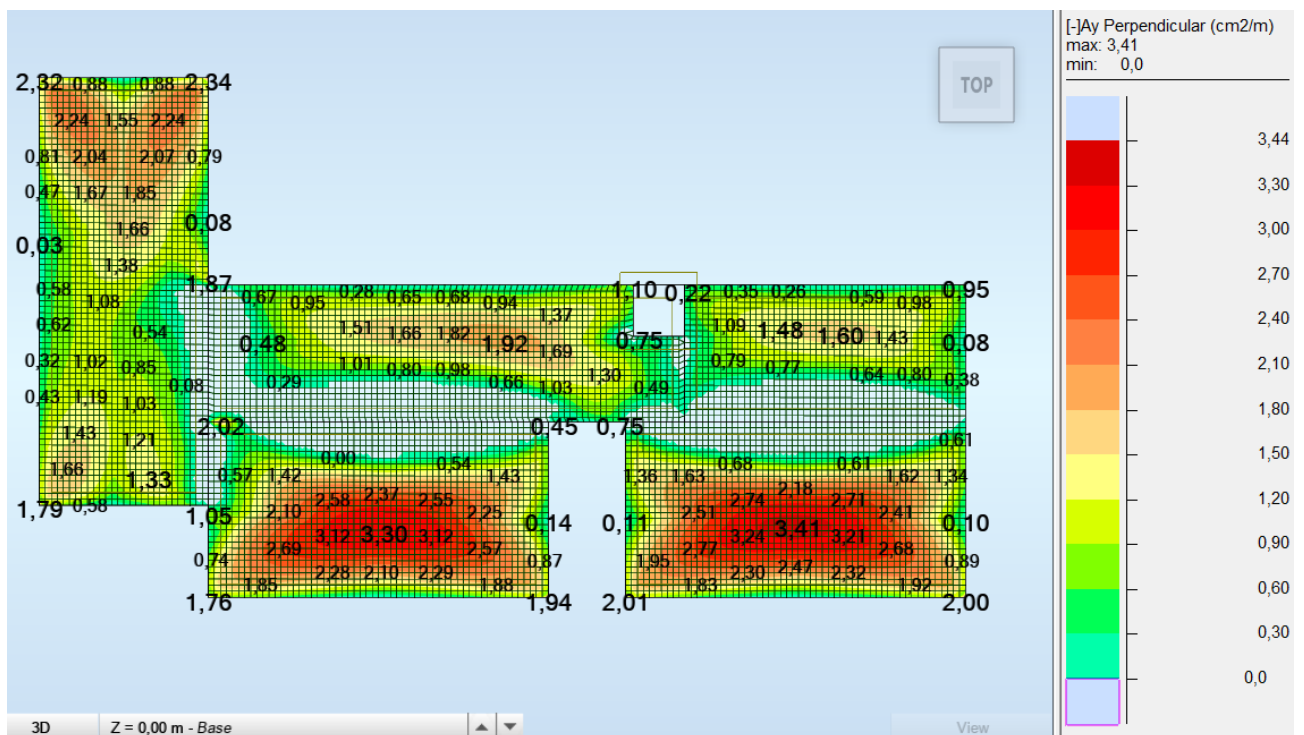 [-]Ay Perpendicular (cm2/m)
max: 3,41
min: 0,0
TOP
2,32 0,88 0,88 2,34
2,24 1,55 2,24
0,81 2,04 2,07 0,79
0,47 1,67 1,85
1,66 0,08
0,03
1,38
0,58 1,08 1,87 0,67 0,95 0,28 0,65 0,68 0,94 1,37 1,10 0,22 0,35 0,26 0,59 0,98 0,95
0,62 0,54 0,48 1,51 1,66 1,82 1,92 1,69 0,75 1,09 1,48 1,60 1,43 0,08
0,32 1,02 0,85 1,01 0,80 0,98 0,79 0,77
0,43 1,19 1,03 0,08 0,29 0,66 1,03 1,30 0,49 0,64 0,80 0,38
1,43 1,21 2,02 0,45 0,75 0,61
1,66 1,33 0,57 1,42 0,00 0,54 1,43 1,36 1,63 0,68 0,61 1,62 1,34
1,79 0,58 1,05 2,10 2,58 2,37 2,55 2,25 0,14 0,11 2,51 2,74 2,18 2,71 2,41 0,10
2,69 3,12 3,30 3,12 2,57 2,77 3,24 3,41 3,21 2,68
0,74 1,85 2,28 2,10 2,29 1,88 0,87 1,95 1,83 2,30 2,47 2,32 1,92 0,89
1,76 1,94 2,01 2,00
3,44
3,30
3,00
2,70
2,40
2,10
1,80
1,50
1,20
0,90
0,60
0,30
0,0
3D Z = 0,00 m - Base View